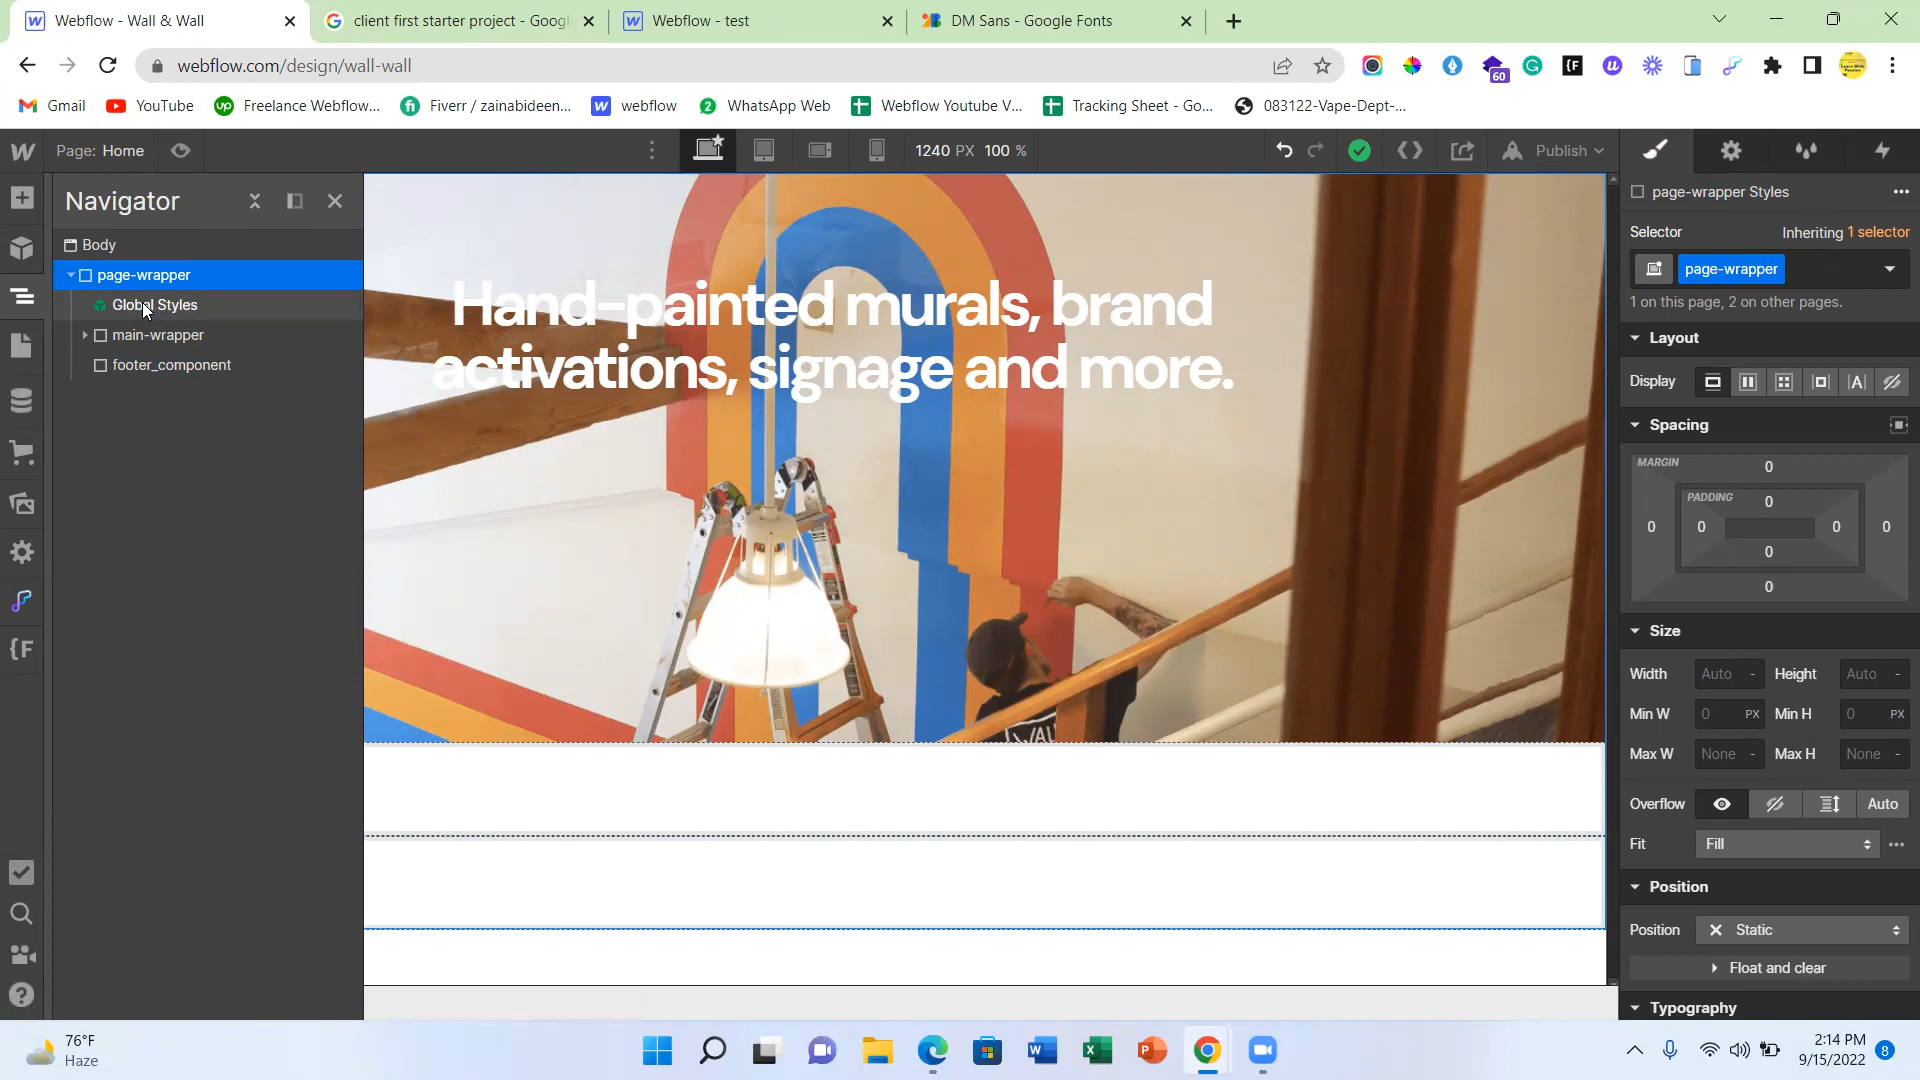 Webflow - Wall & Wall
client first starter project - Goog
Webflow - test
DM Sans - Google Fonts
webflow.com/design/wall-wall
60
Gmail
YouTube
Freelance Webflow...
Fiverr / zainabideen...
webflow
WhatsApp Web
Webflow Youtube V...
Tracking Sheet - Go...
083122-Vape-Dept-...
Page: Home
1240 PX 100 %
Publish
Navigator
Body
page-wrapper
Global Styles
main-wrapper
footer_component
Hand-painted murals, brand
activations, signage and more.
page-wrapper Styles
Selector
Inheriting 1 selector
page-wrapper
1 on this page, 2 on other pages.
Layout
Display
Spacing
MARGIN
0
PADDING
0
0 0 0 0
0
0
Size
Width Auto - Height Auto -
Min W 0 PX Min H 0 PX
Max W None - Max H None -
Overflow Auto
Fit Fill
Position
Position Static
Float and clear
Typography
76°F
Haze
2:14 PM
9/15/2022
8